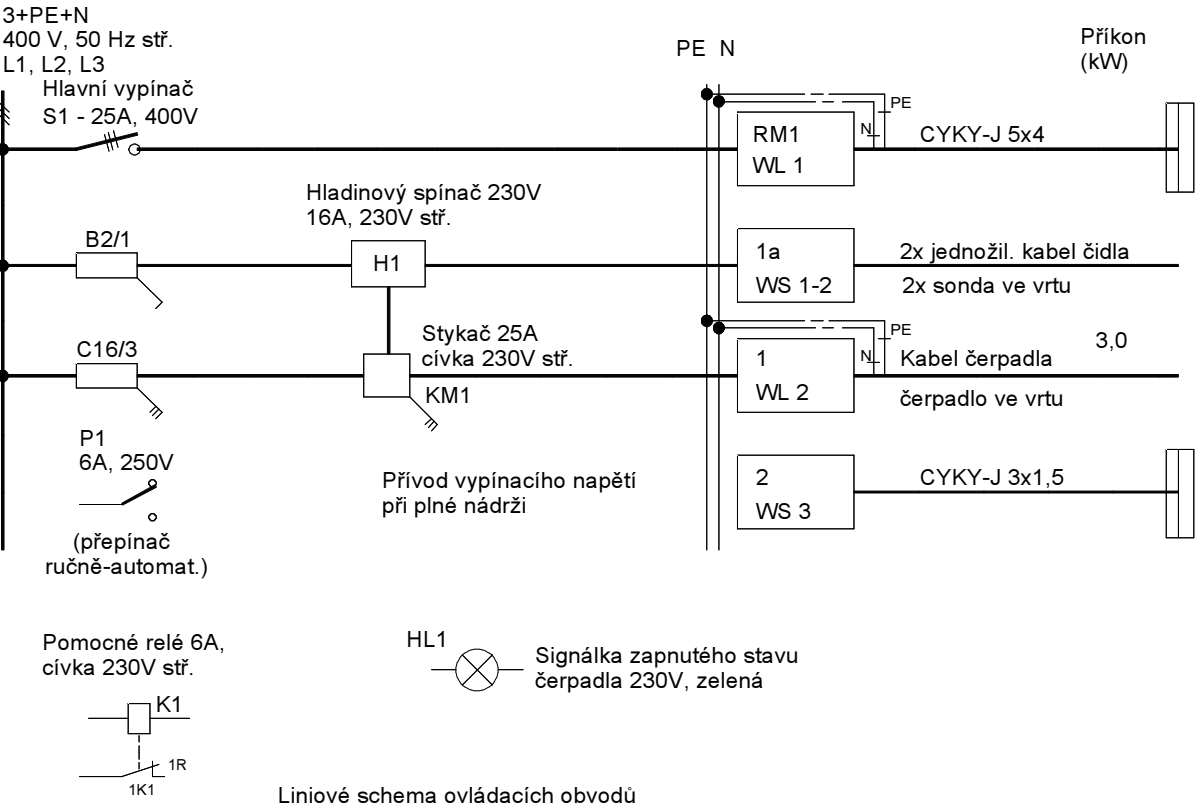 3+PE+N
400 V, 50 Hz stř.
L1, L2, L3
Hlavní vypínač
S1 - 25A, 400V
PE N
Příkon
(kW)
PE
N
RM1
WL 1
CYKY-J 5x4
Hladinový spínač 230V
16A, 230V stř.
B2/1
H1
1a
WS 1-2
2x jednožil. kabel čidla
2x sonda ve vrtu
Stykač 25A
cívka 230V stř.
C16/3
KM1
PE
N
1
WL 2
Kabel čerpadla
čerpadlo ve vrtu
3,0
P1
6A, 250V
(přepínač
ručně-automat.)
Přívod vypínacího napětí
při plné nádrži
2
WS 3
CYKY-J 3x1,5
Pomocné relé 6A,
cívka 230V stř.
K1
1R
1K1
HL1
Signálka zapnutého stavu
čerpadla 230V, zelená
Liniové schema ovládacích obvodů